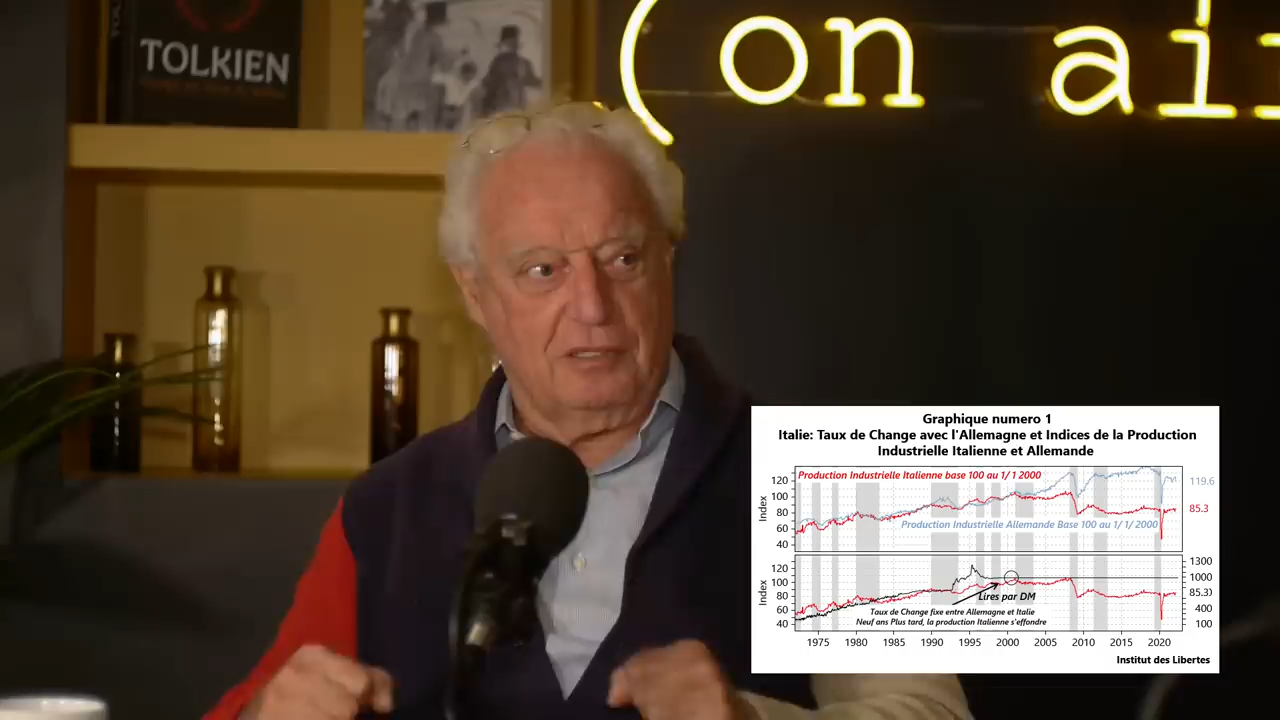 TOLKIEN
(on ai
Graphique numero 1
Italie: Taux de Change avec l'Allemagne et Indices de la Production
Industrielle Italienne et Allemande
Production Industrielle Italienne base 100 au 1/1 2000
Production Industrielle Allemande Base 100 au 1/1/2000
Index
120
100
80
60
40
119.6
85.3
Index
120
100
80
60
40
1300
1000
85.33
400
100
Lires par DM
Taux de Change fixe entre Allemagne et Italie
Neuf ans Plus tard, la production Italienne s'effondre
1975 1980 1985 1990 1995 2000 2005 2010 2015 2020
Institut des Libertes